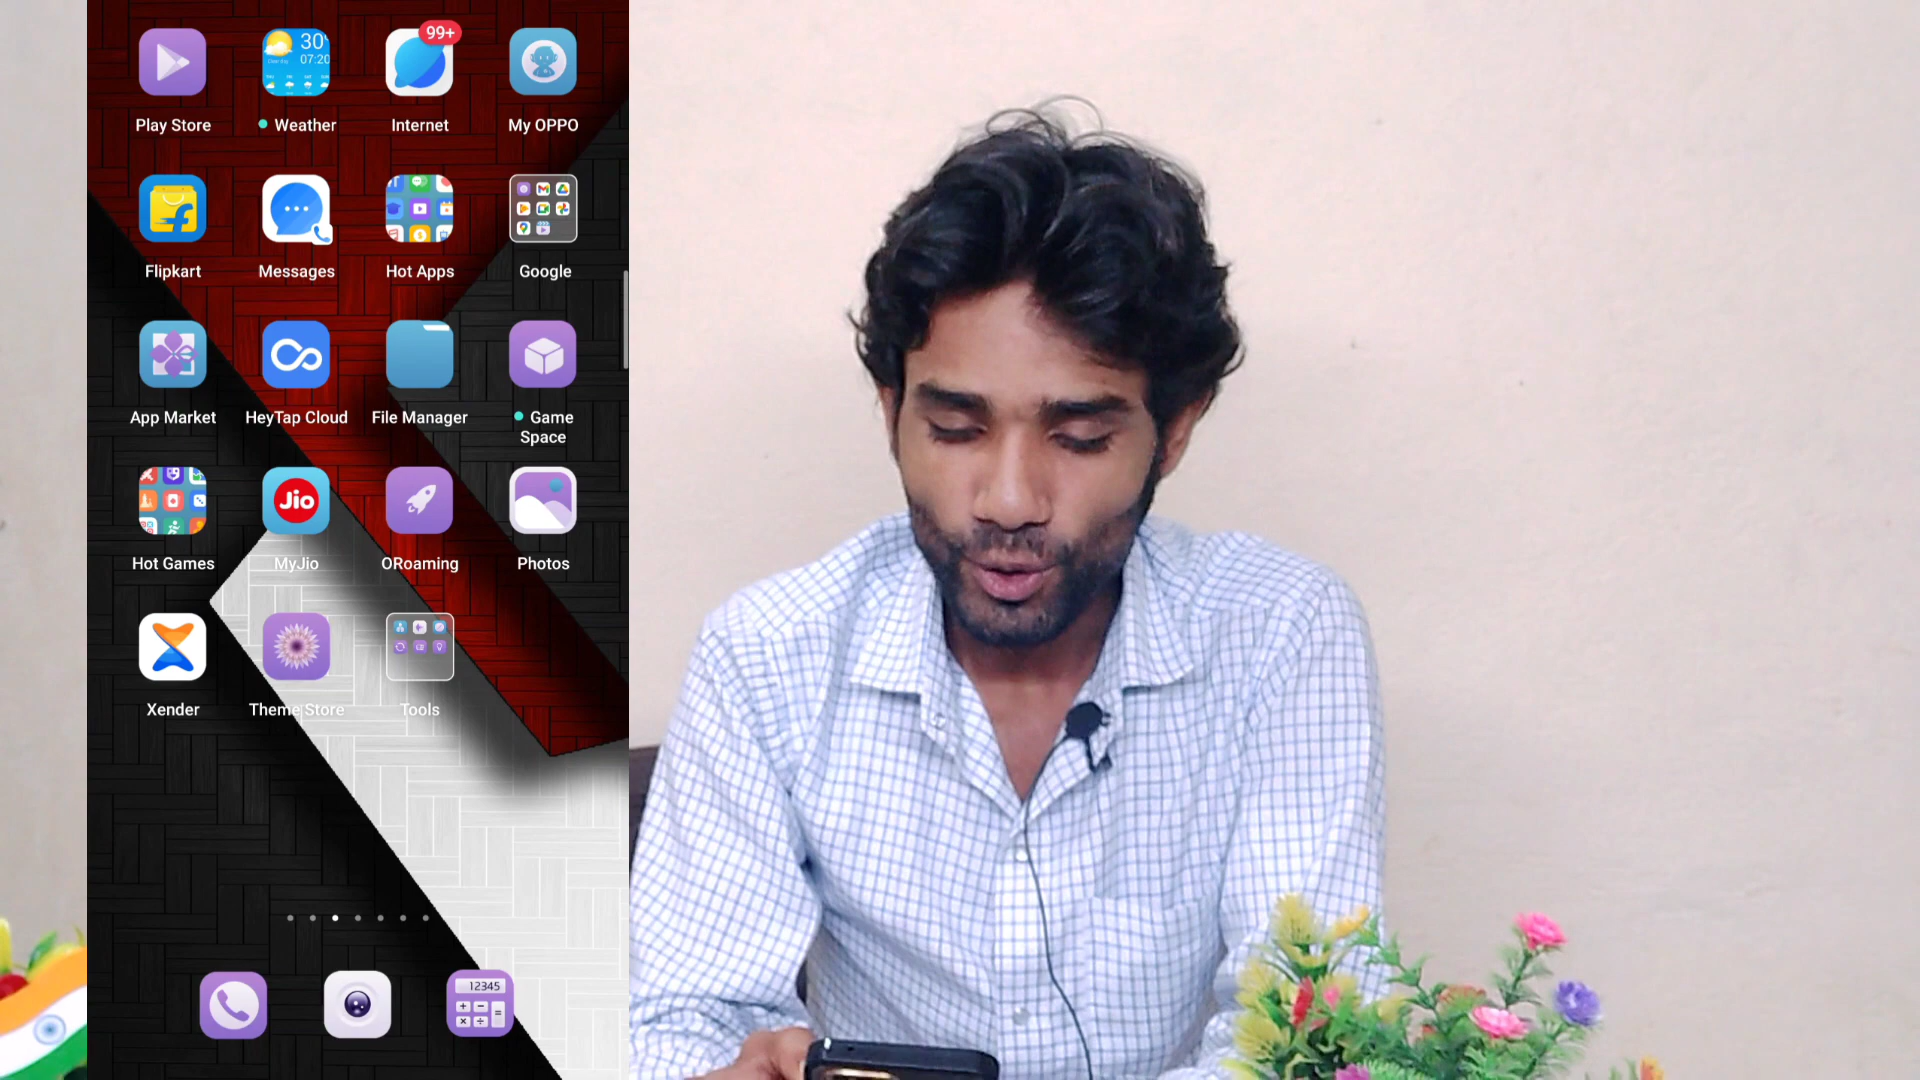 99+
30°
07:20
Play Store
Weather
Internet
My OPPO
Flipkart
Messages
Hot Apps
Google
App Market
HeyTap Cloud
File Manager
Game
Space
Jio
Hot Games
MyJio
ORoaming
Photos
Xender
Theme Store
Tools
12345